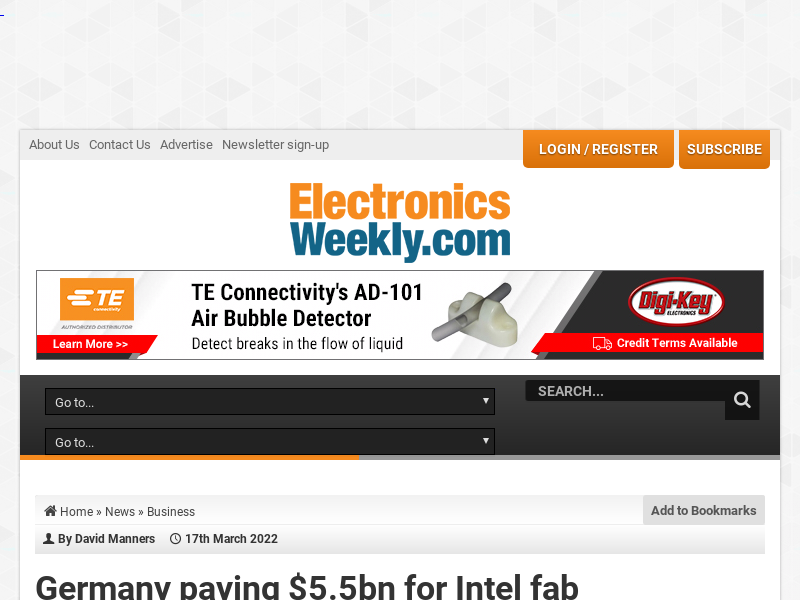 About Us Contact Us Advertise Newsletter sign-up
LOGIN / REGISTER
SUBSCRIBE
Electronics
Weekly.com
TE
connectivity
AUTHORIZED DISTRIBUTOR
Learn More >>
TE Connectivity's AD-101
Air Bubble Detector
Detect breaks in the flow of liquid
Digi-Key
ELECTRONICS
Credit Terms Available
Go to...
SEARCH...
Go to...
Home » News » Business
Add to Bookmarks
By David Manners 17th March 2022
Germany paying $5.5bn for Intel fab